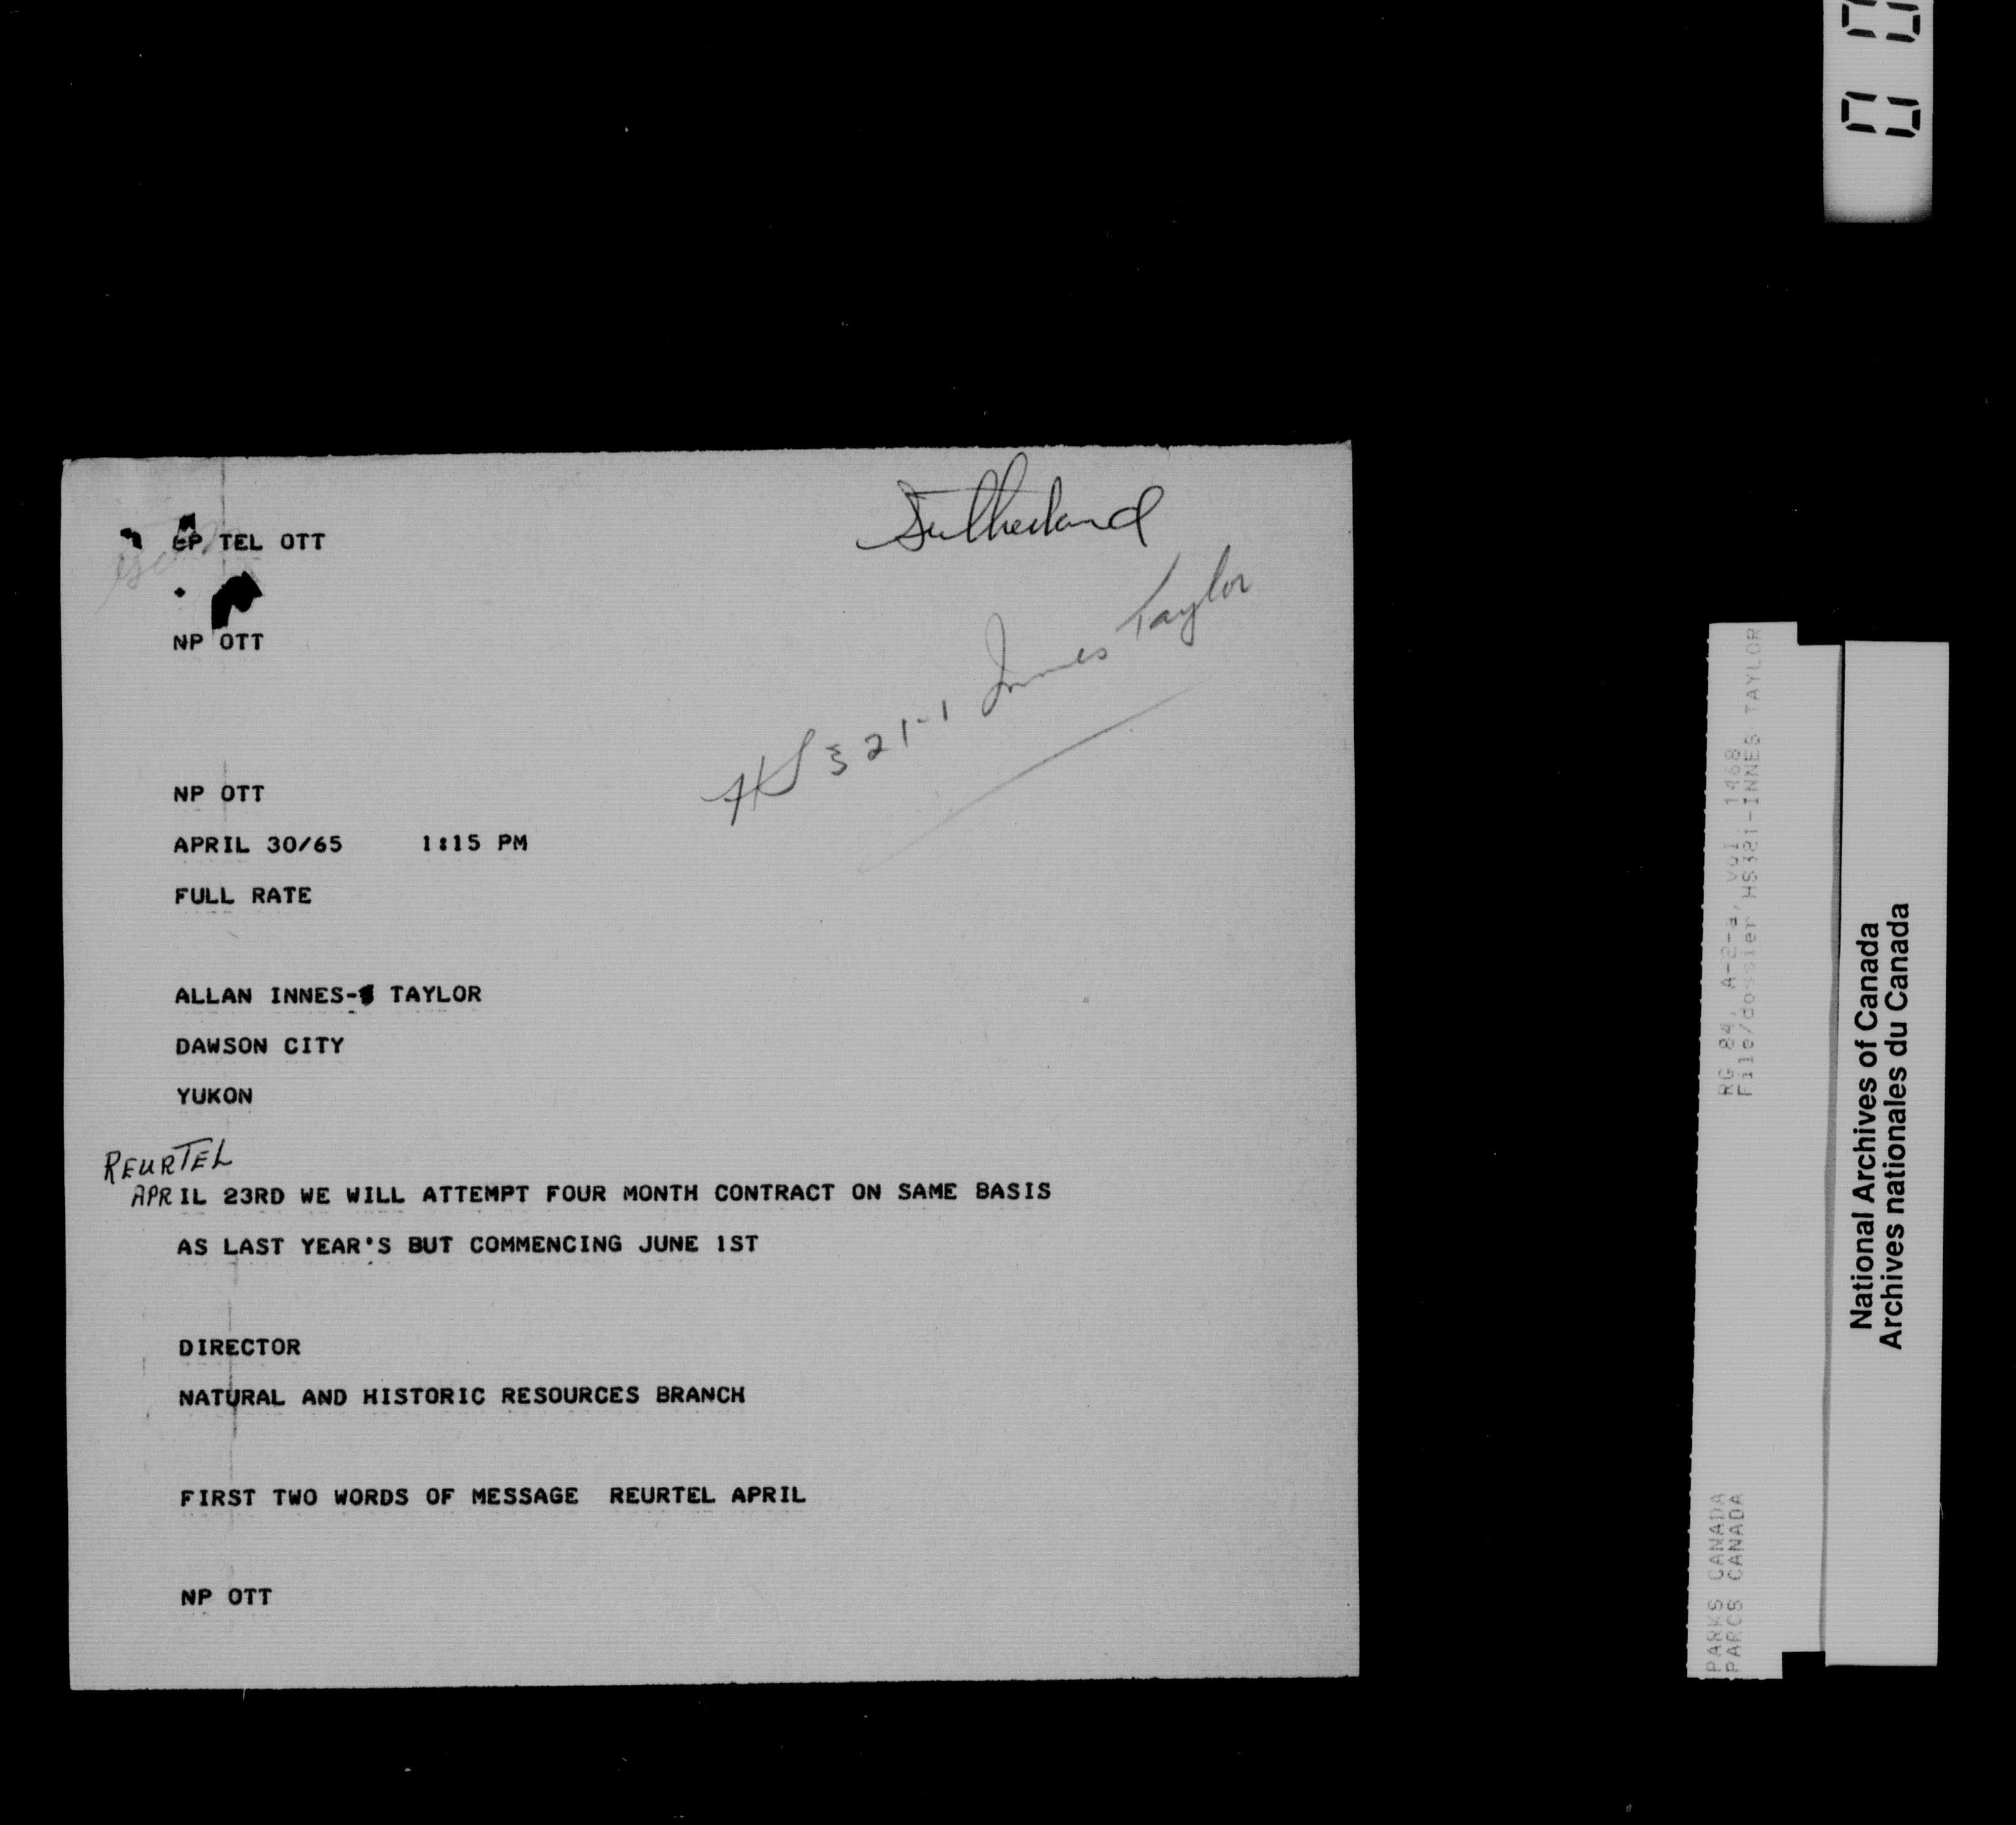 Sutherland
CP TEL OTT
NP OTT
HS 321-1 Innes Taylor
NP OTT
APRIL 30/65 1:15 PM
FULL RATE
ALLAN INNES- TAYLOR
DAWSON CITY
YUKON
REURTEL
APRIL 23RD WE WILL ATTEMPT FOUR MONTH CONTRACT ON SAME BASIS
AS LAST YEAR'S BUT COMMENCING JUNE 1ST
DIRECTOR
NATURAL AND HISTORIC RESOURCES BRANCH
FIRST TWO WORDS OF MESSAGE REURTEL APRIL
NP OTT
RG 84, A-2-a, Vol. 1468
File/dossier HS321-INNES-TAYLOR
PARKS CANADA
PARCS CANADA
National Archives of Canada
Archives nationales du Canada